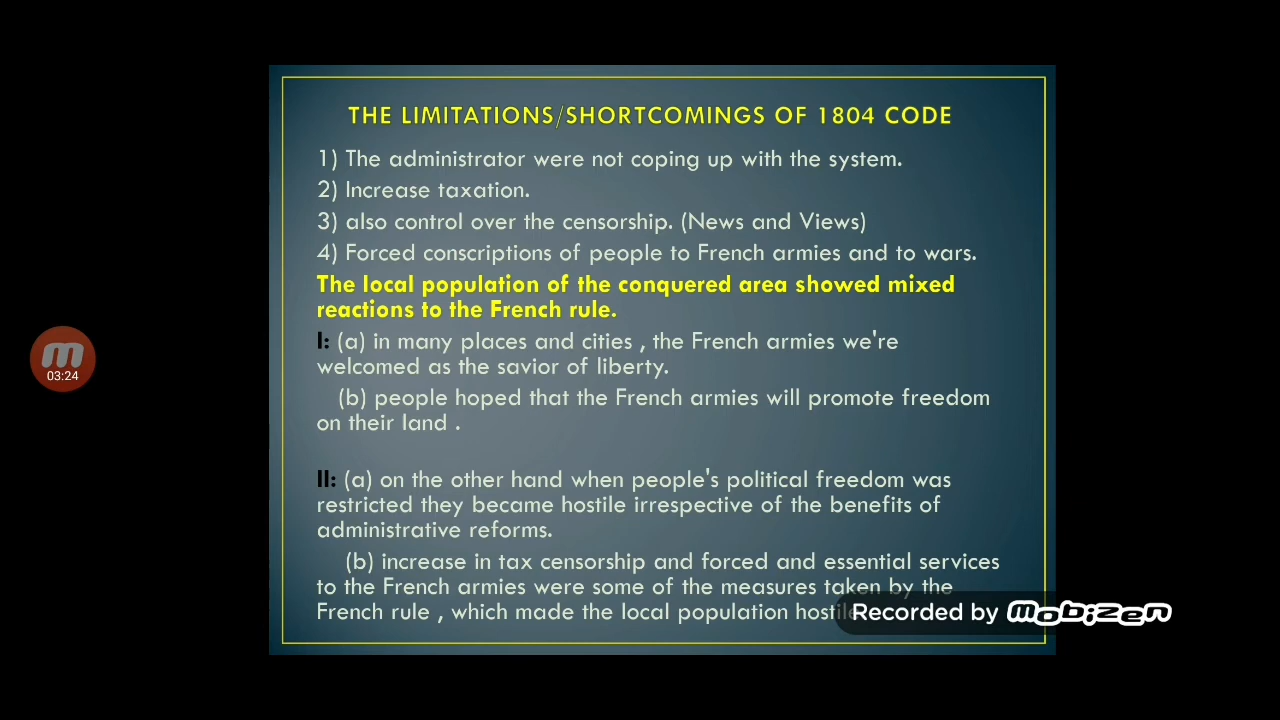 THE LIMITATIONS/SHORTCOMINGS OF 1804 CODE
1) The administrator were not coping up with the system.
2) Increase taxation.
3) also control over the censorship. (News and Views)
4) Forced conscriptions of people to French armies and to wars.
The local population of the conquered area showed mixed
reactions to the French rule.
I: (a) in many places and cities , the French armies we're
welcomed as the savior of liberty.
(b) people hoped that the French armies will promote freedom
on their land .
II: (a) on the other hand when people's political freedom was
restricted they became hostile irrespective of the benefits of
administrative reforms.
(b) increase in tax censorship and forced and essential services
to the French armies were some of the measures taken by the
French rule , which made the local population hostile
Recorded by mobizen
03:24